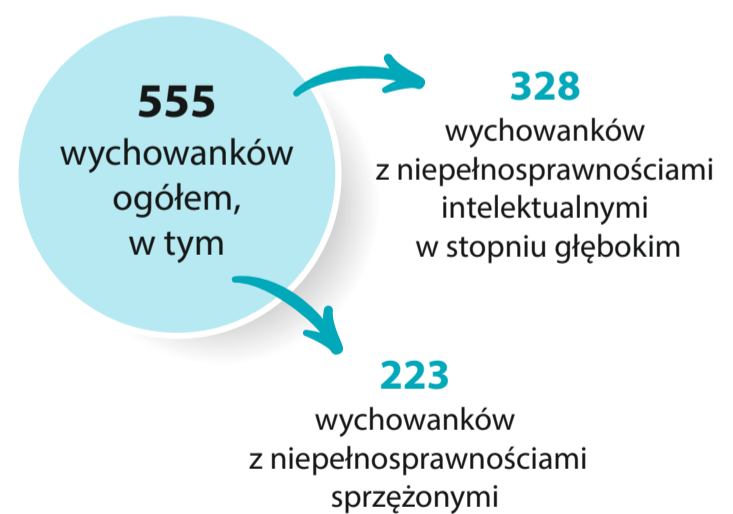 555
wychowanków
ogółem,
w tym
328
wychowanków
z niepełnosprawnościami
intelektualnymi
w stopniu głębokim
223
wychowanków
z niepełnosprawnościami
sprzężonymi